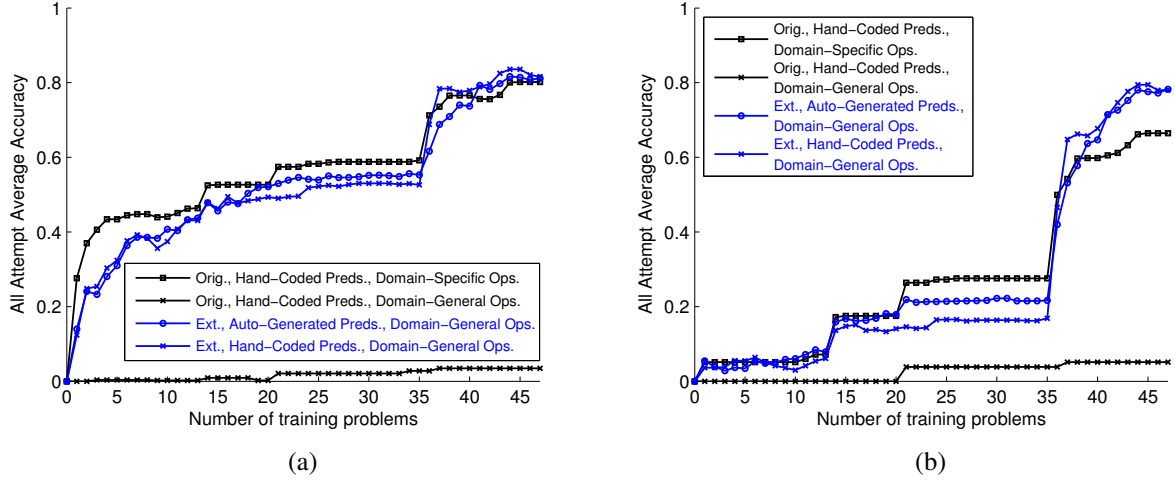 1
0.8
0.6
0.4
0.2
0
All Attempt Average Accuracy
0 5 10 15 20 25 30 35 40 45
Number of training problems
Orig., Hand−Coded Preds., Domain−Specific Ops.
Orig., Hand−Coded Preds., Domain−General Ops.
Ext., Auto−Generated Preds., Domain−General Ops.
Ext., Hand−Coded Preds., Domain−General Ops.
(a)
1
0.8
0.6
0.4
0.2
0
All Attempt Average Accuracy
0 5 10 15 20 25 30 35 40 45
Number of training problems
Orig., Hand−Coded Preds.,
Domain−Specific Ops.
Orig., Hand−Coded Preds.,
Domain−General Ops.
Ext., Auto−Generated Preds.,
Domain−General Ops.
Ext., Hand−Coded Preds.,
Domain−General Ops.
(b)